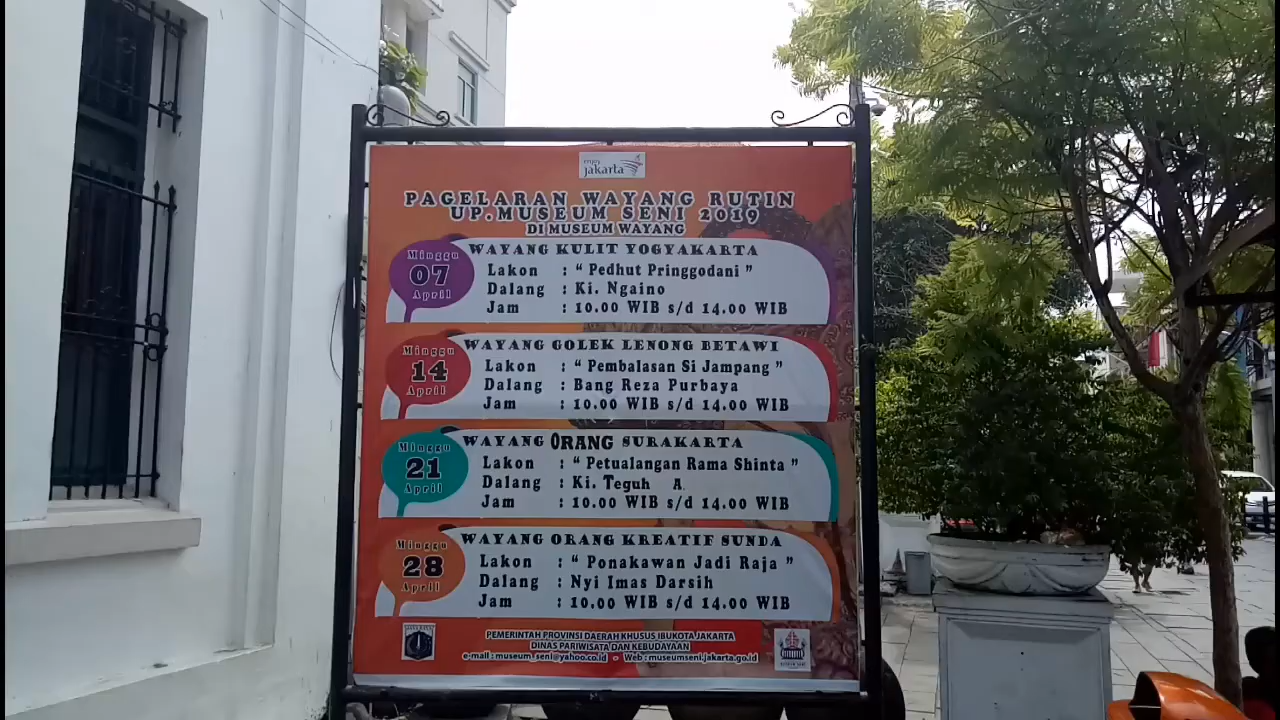 enjoy
jakarta
PAGELARAN WAYANG RUTIN
UP.MUSEUM SENI 2019
DI MUSEUM WAYANG
Minggu
07
April
WAYANG KULIT YOGYAKARTA
Lakon : “ Pedhut Pringgodani ”
Dalang : Ki. Ngaino
Jam : 10.00 WIB s/d 14.00 WIB
Minggu
14
April
WAYANG GOLEK LENONG BETAWI
Lakon : “ Pembalasan Si Jampang ”
Dalang : Bang Reza Purbaya
Jam : 10.00 WIB s/d 14.00 WIB
Minggu
21
April
WAYANG ORANG SURAKARTA
Lakon : “ Petualangan Rama Shinta ”
Dalang : Ki. Teguh A.
Jam : 10.00 WIB s/d 14.00 WIB
Minggu
28
April
WAYANG ORANG KREATIF SUNDA
Lakon : “ Ponakawan Jadi Raja ”
Dalang : Nyi Imas Darsih
Jam : 10.00 WIB s/d 14.00 WIB
PEMERINTAH PROVINSI DAERAH KHUSUS IBUKOTA JAKARTA
DINAS PARIWISATA DAN KEBUDAYAAN
e-mail : museum_seni@yahoo.co.id - Web : museumseni.jakarta.go.id